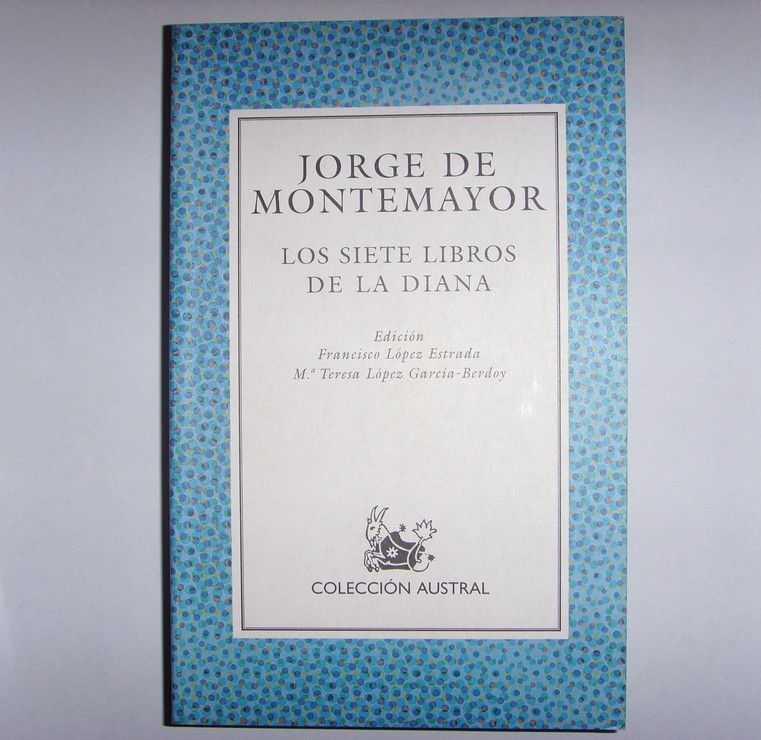 JORGE DE
MONTEMAYOR
LOS SIETE LIBROS
DE LA DIANA
Edición
Francisco López Estrada
M.ª Teresa López García-Berdoy
COLECCIÓN AUSTRAL